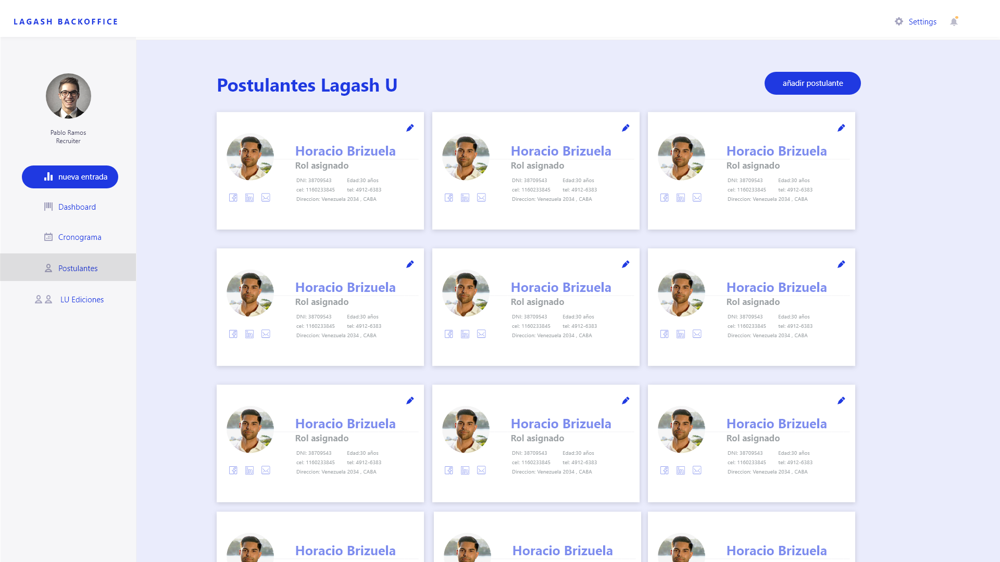 LAGASH BACKOFFICE
Settings
Pablo Ramos
Recruiter
nueva entrada
Dashboard
Cronograma
Postulantes
LU Ediciones
Postulantes Lagash U
añadir postulante
Horacio Brizuela
Rol asignado
DNI: 38709543 Edad:30 años
cel: 1160233845 tel: 4912-6383
Direccion: Venezuela 2034 , CABA
Horacio Brizuela
Rol asignado
DNI: 38709543 Edad:30 años
cel: 1160233845 tel: 4912-6383
Direccion: Venezuela 2034 , CABA
Horacio Brizuela
Rol asignado
DNI: 38709543 Edad:30 años
cel: 1160233845 tel: 4912-6383
Direccion: Venezuela 2034 , CABA
Horacio Brizuela
Rol asignado
DNI: 38709543 Edad:30 años
cel: 1160233845 tel: 4912-6383
Direccion: Venezuela 2034 , CABA
Horacio Brizuela
Rol asignado
DNI: 38709543 Edad:30 años
cel: 1160233845 tel: 4912-6383
Direccion: Venezuela 2034 , CABA
Horacio Brizuela
Rol asignado
DNI: 38709543 Edad:30 años
cel: 1160233845 tel: 4912-6383
Direccion: Venezuela 2034 , CABA
Horacio Brizuela
Rol asignado
DNI: 38709543 Edad:30 años
cel: 1160233845 tel: 4912-6383
Direccion: Venezuela 2034 , CABA
Horacio Brizuela
Rol asignado
DNI: 38709543 Edad:30 años
cel: 1160233845 tel: 4912-6383
Direccion: Venezuela 2034 , CABA
Horacio Brizuela
Rol asignado
DNI: 38709543 Edad:30 años
cel: 1160233845 tel: 4912-6383
Direccion: Venezuela 2034 , CABA
Horacio Brizuela
Horacio Brizuela
Horacio Brizuela